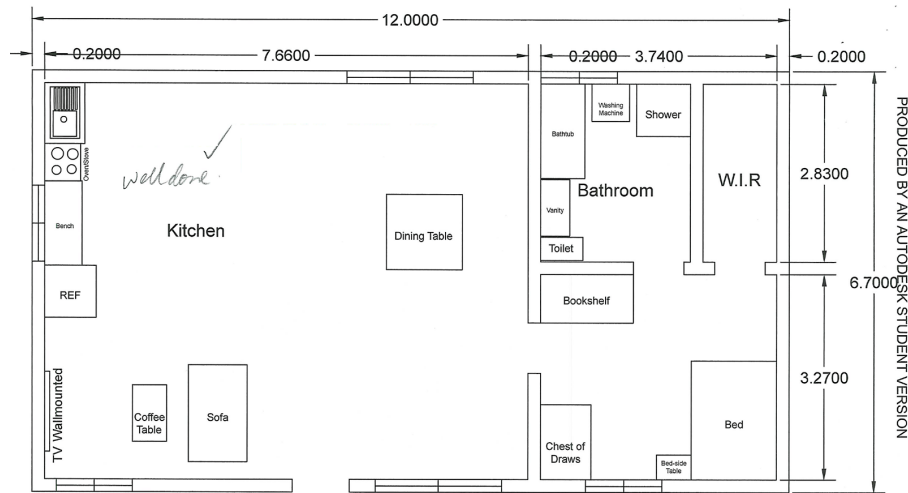 12.0000
0.2000
7.6600
0.2000
3.7400
0.2000
Oven/Stove
Bathtub
Washing
Machine
Shower
2.8300
welldone.
Bathroom
W.I.R
Vanity
Bench
Kitchen
Dining Table
Toilet
6.7000
REF
Bookshelf
3.2700
TV Wallmounted
Coffee
Table
Sofa
Bed
Chest of
Draws
Bed-side
Table
PRODUCED BY AN AUTODESK STUDENT VERSION